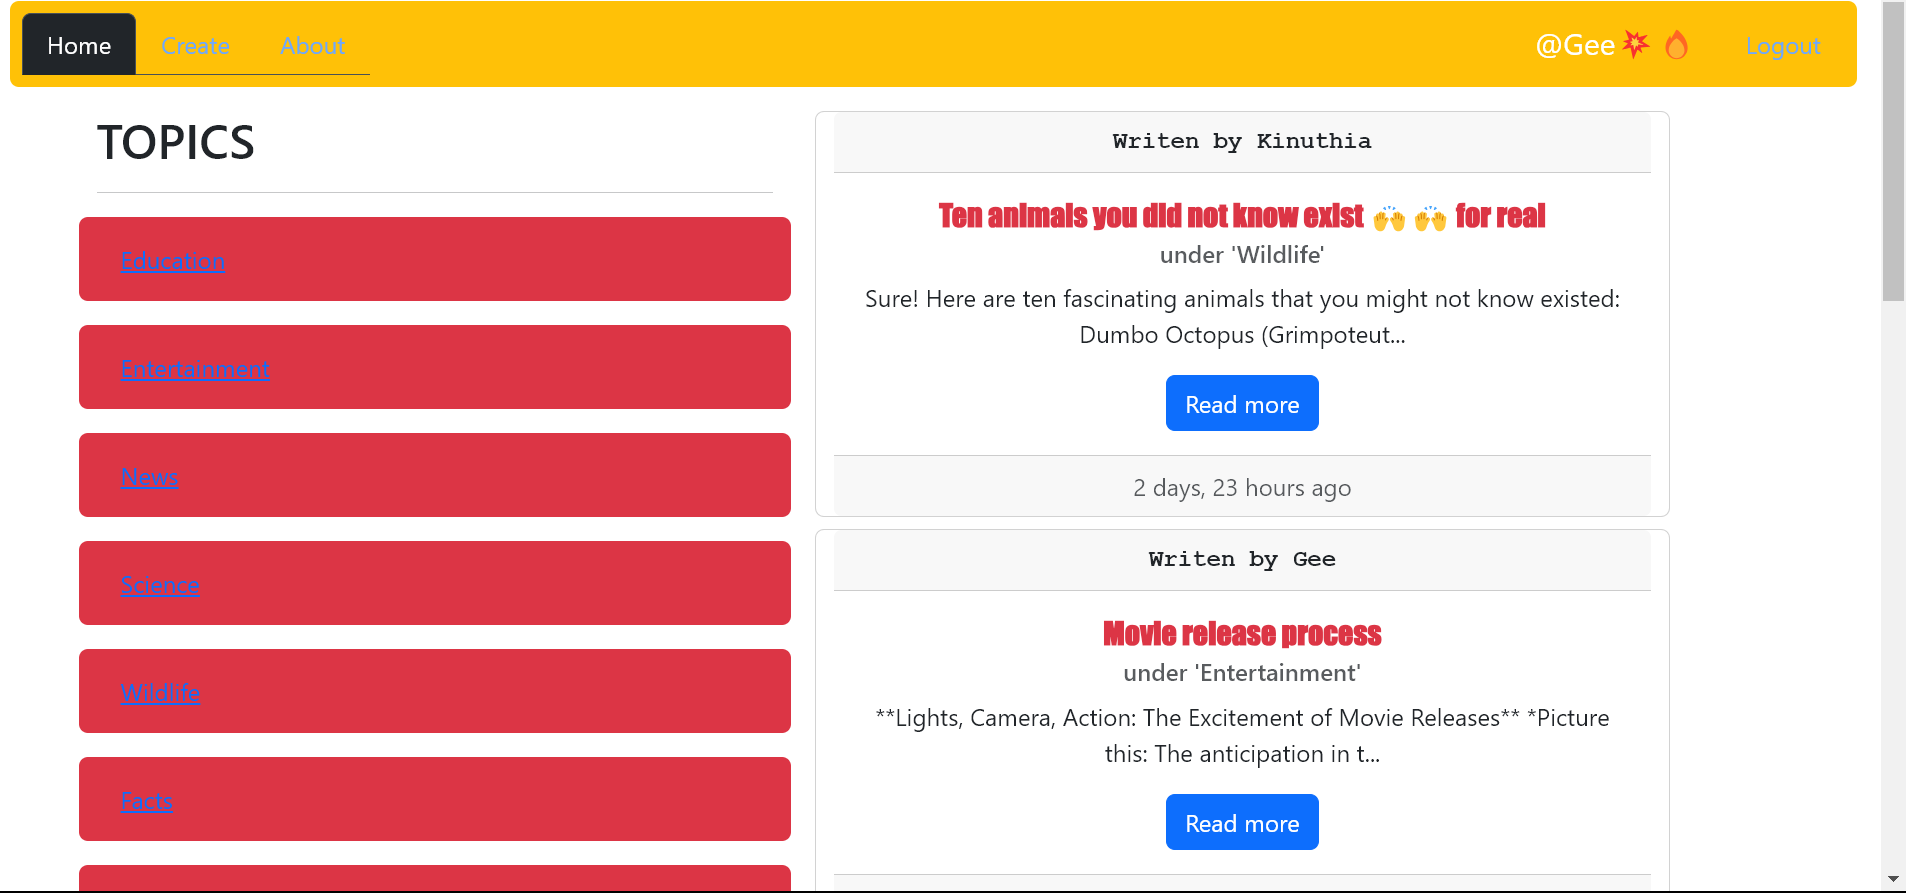 Home Create About @Gee💥🔥 Logout
TOPICS
Education
Entertainment
News
Science
Wildlife
Facts
Writen by Kinuthia
Ten animals you did not know exist 🙌 🙌 for real
under 'Wildlife'
Sure! Here are ten fascinating animals that you might not know existed:
Dumbo Octopus (Grimpoteut...
Read more
2 days, 23 hours ago
Writen by Gee
Movie release process
under 'Entertainment'
**Lights, Camera, Action: The Excitement of Movie Releases** *Picture
this: The anticipation in t...
Read more